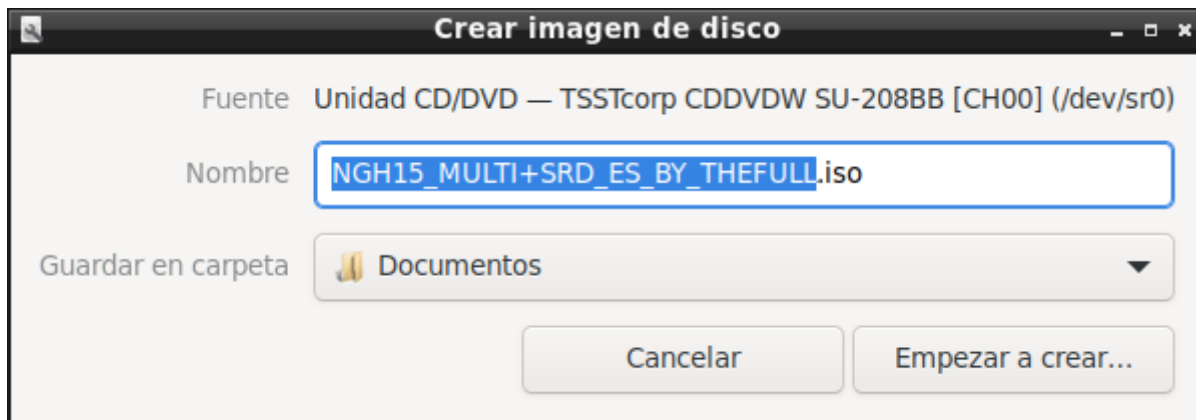 Crear imagen de disco
Fuente Unidad CD/DVD — TSSTcorp CDDVDW SU-208BB [CH00] (/dev/sr0)
Nombre NGH15_MULTI+SRD_ES_BY_THEFULL.iso
Guardar en carpeta Documentos
Cancelar Empezar a crear...